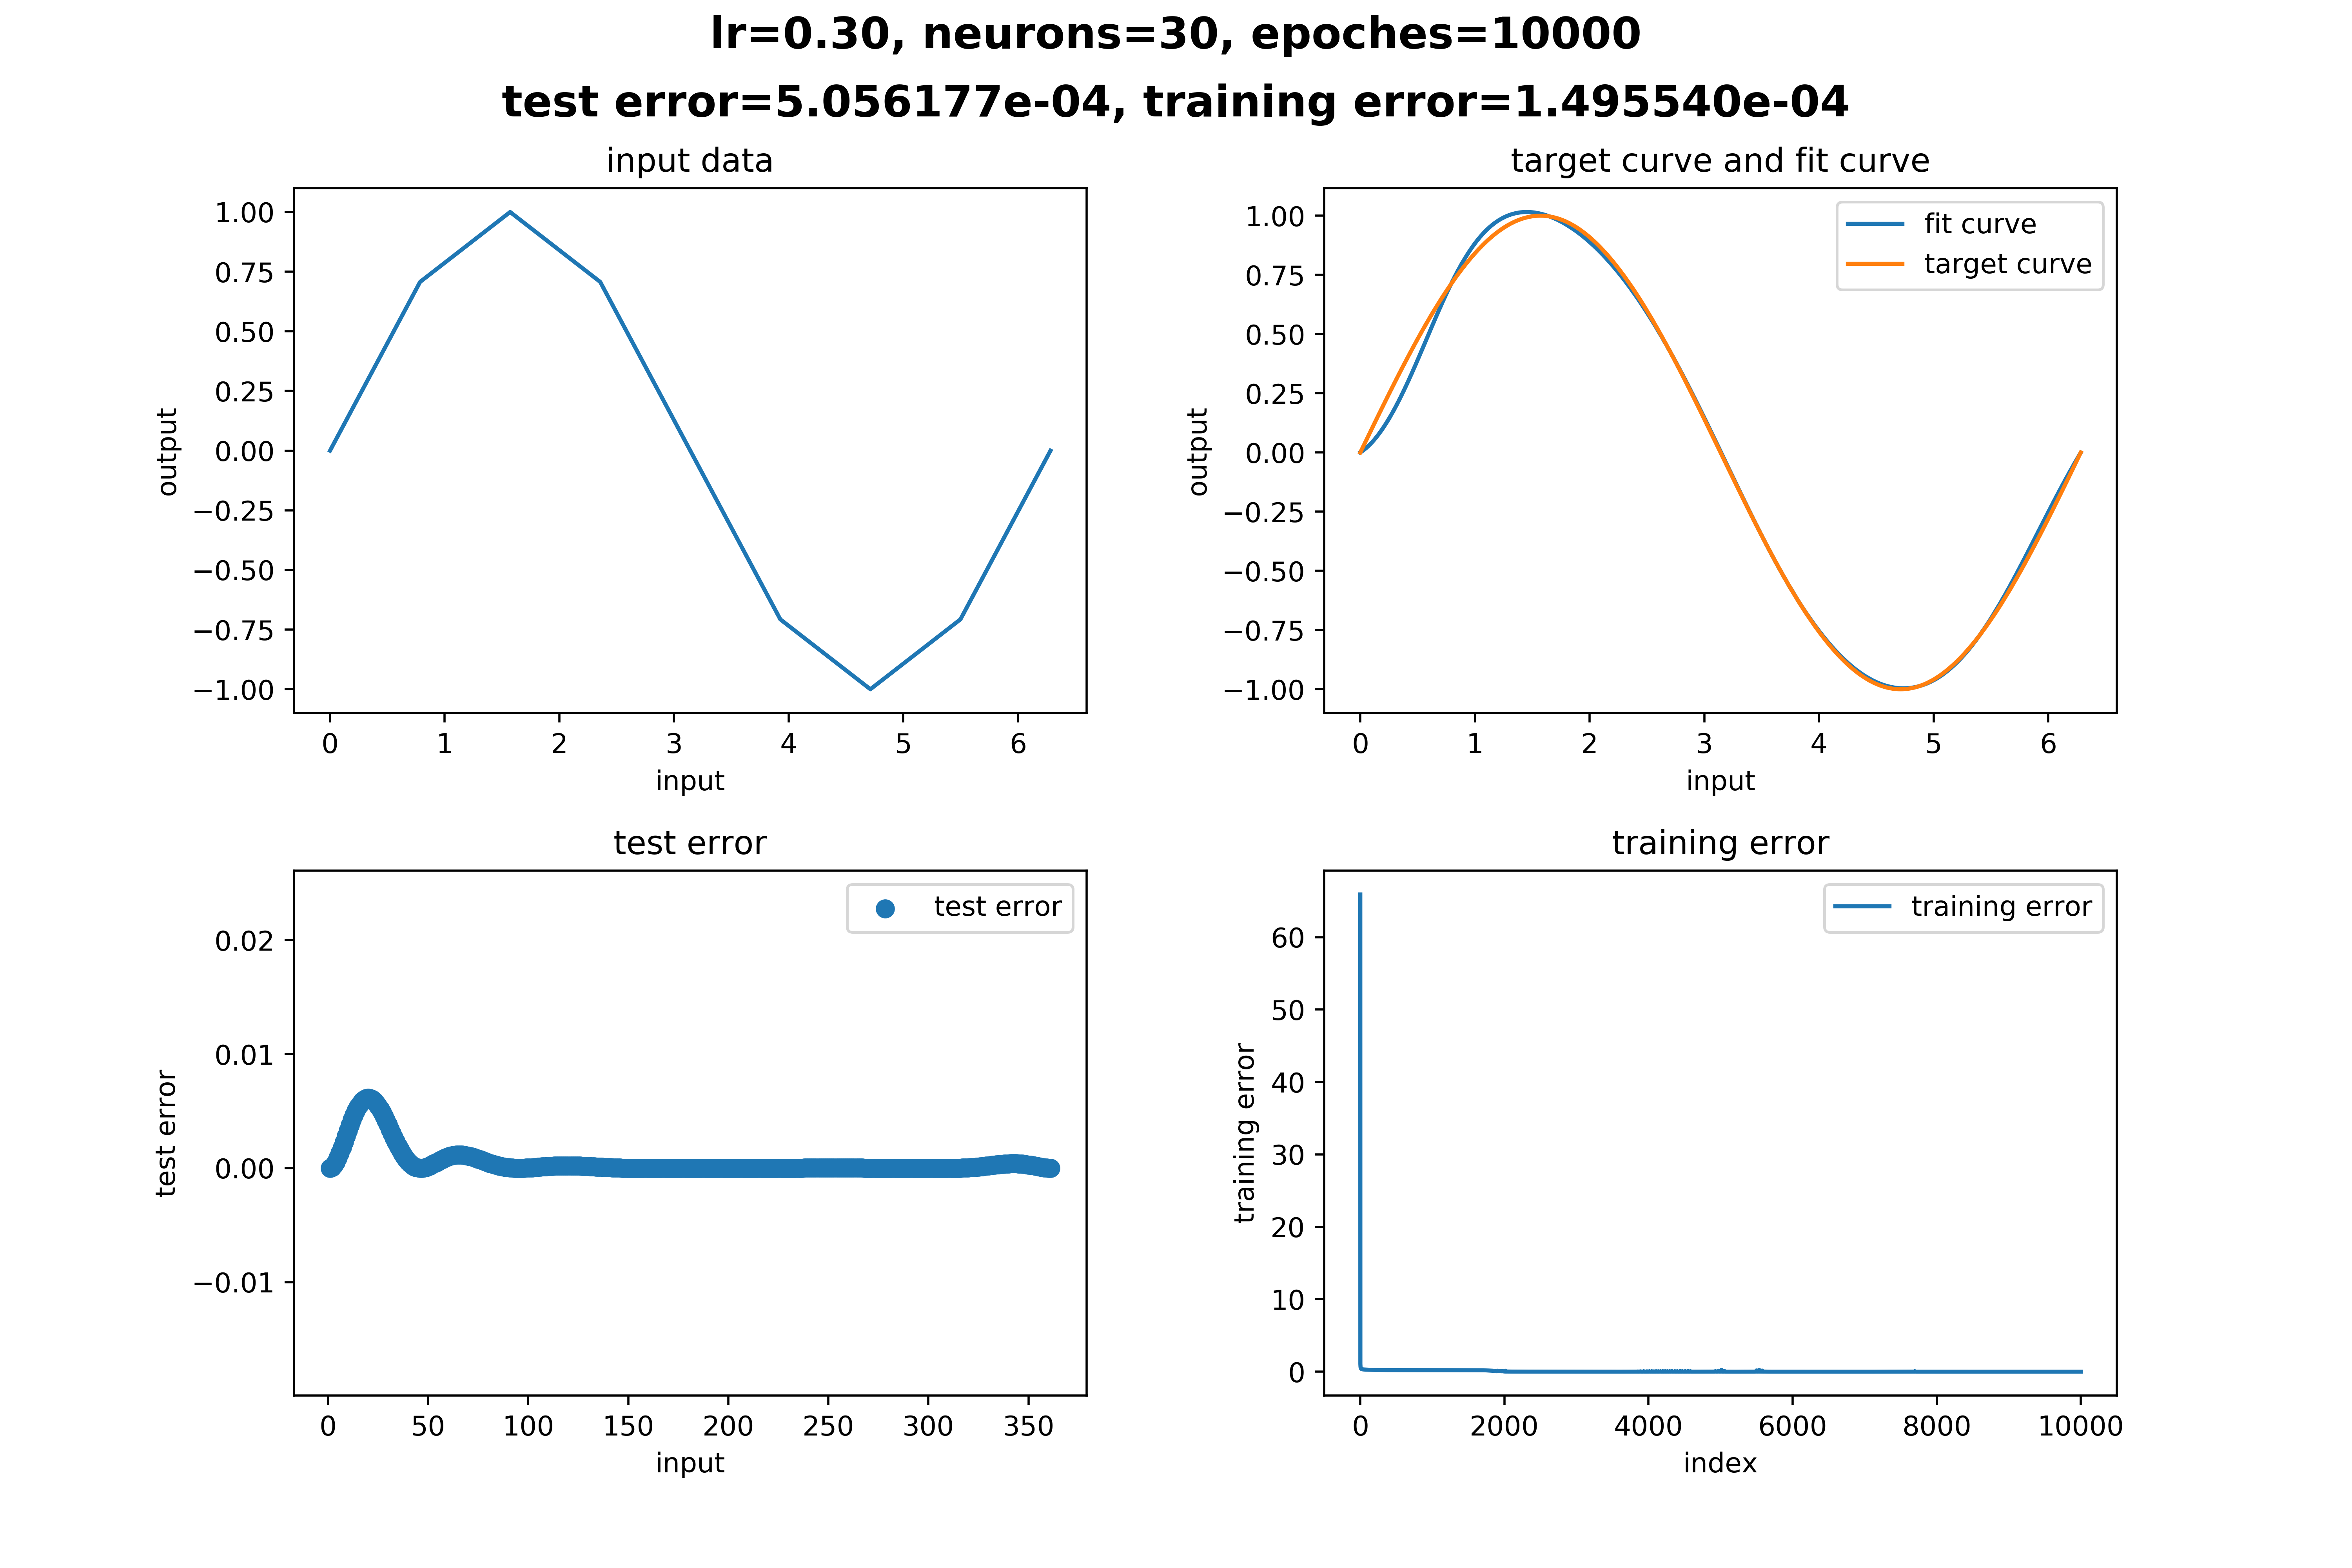 lr=0.30, neurons=30, epoches=10000
test error=5.056177e-04, training error=1.495540e-04
input data
1.00
0.75
0.50
0.25
0.00
−0.25
−0.50
−0.75
−1.00
output
0 1 2 3 4 5 6
input
target curve and fit curve
fit curve
target curve
1.00
0.75
0.50
0.25
0.00
−0.25
−0.50
−0.75
−1.00
output
0 1 2 3 4 5 6
input
test error
test error
0.02
0.01
0.00
−0.01
test error
0 50 100 150 200 250 300 350
input
training error
training error
60
50
40
30
20
10
0
training error
0 2000 4000 6000 8000 10000
index